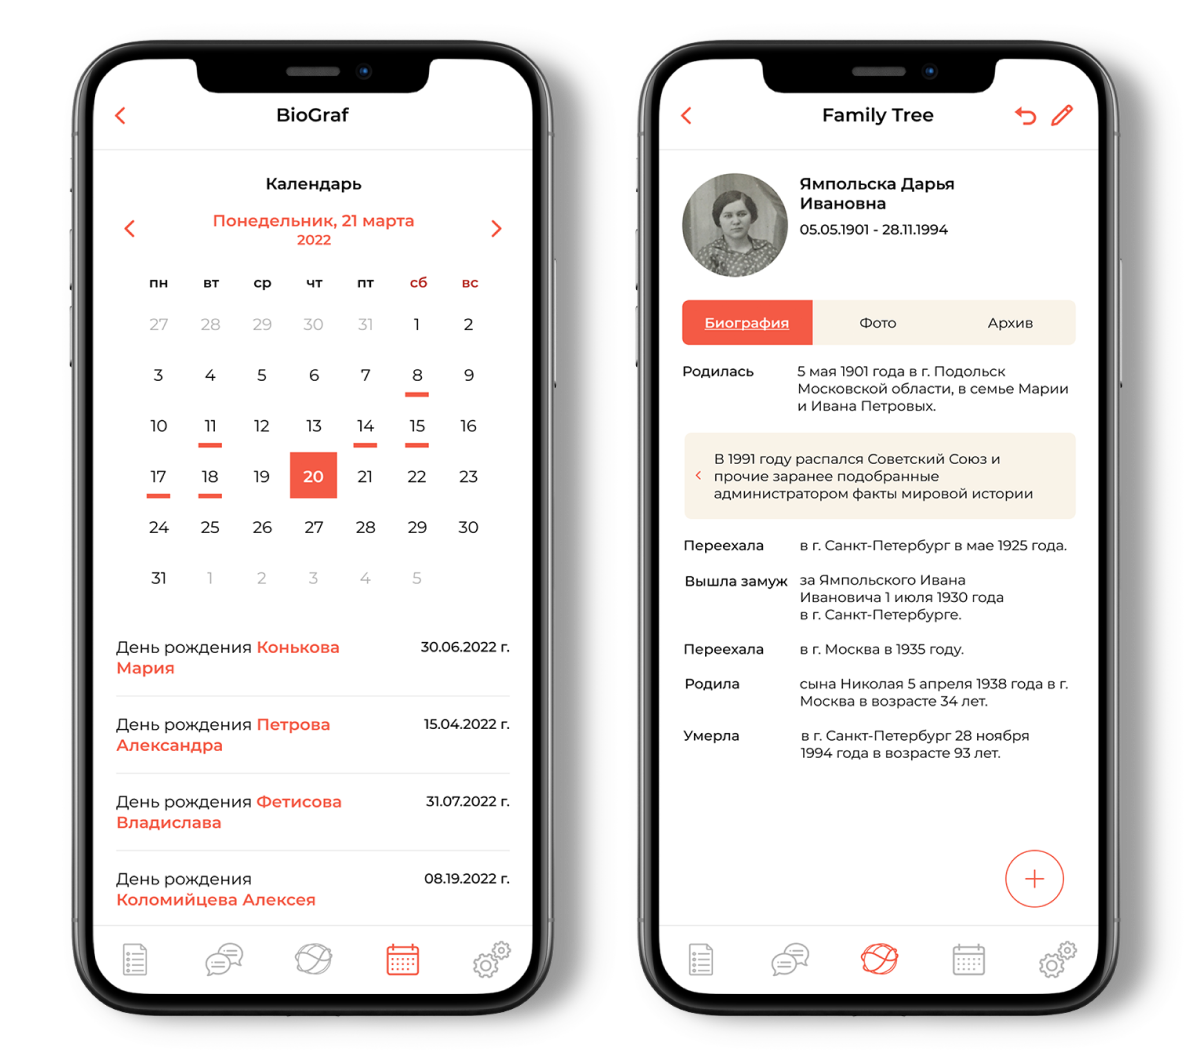 BioGraf
Календарь
Понедельник, 21 марта
2022
пн вт ср чт пт сб вс
27 28 29 30 31 1 2
3 4 5 6 7 8 9
10 11 12 13 14 15 16
17 18 19 20 21 22 23
24 25 26 27 28 29 30
31 1 2 3 4 5
День рождения Конькова 30.06.2022 г.
Мария
День рождения Петрова 15.04.2022 г.
Александра
День рождения Фетисова 31.07.2022 г.
Владислава
День рождения 08.19.2022 г.
Коломийцева Алексея
Family Tree
Ямпольска Дарья
Ивановна
05.05.1901 - 28.11.1994
Биография Фото Архив
Родилась 5 мая 1901 года в г. Подольск
Московской области, в семье Марии
и Ивана Петровых.
В 1991 году распался Советский Союз и
прочие заранее подобранные
администратором факты мировой истории
Переехала в г. Санкт-Петербург в мае 1925 года.
Вышла замуж за Ямпольского Ивана
Ивановича 1 июля 1930 года
в г. Санкт-Петербурге.
Переехала в г. Москва в 1935 году.
Родила сына Николая 5 апреля 1938 года в г.
Москва в возрасте 34 лет.
Умерла в г. Санкт-Петербург 28 ноября
1994 года в возрасте 93 лет.